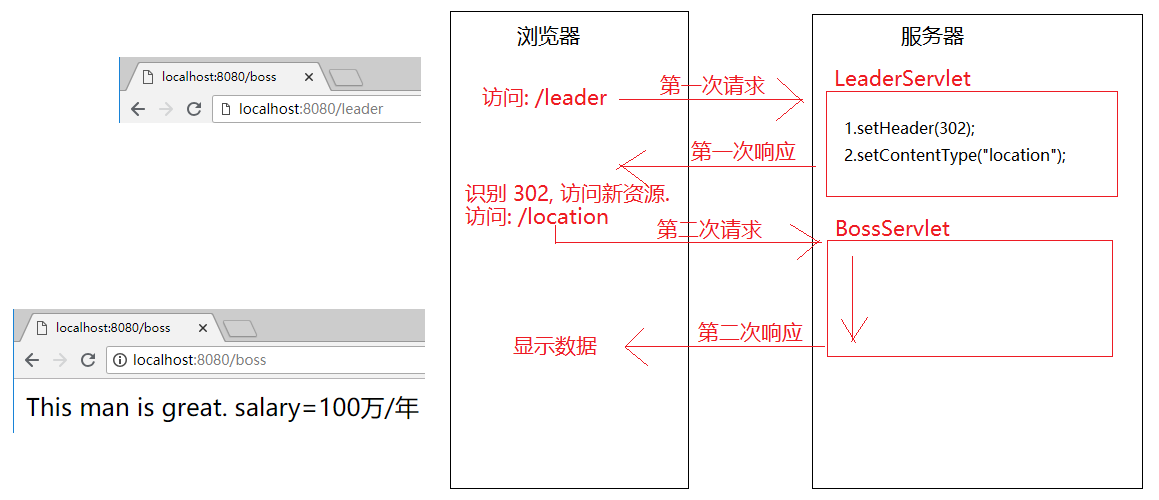 localhost:8080/boss
localhost:8080/leader
localhost:8080/boss
localhost:8080/boss
This man is great. salary=100万/年
浏览器
服务器
访问: /leader
第一次请求
LeaderServlet
1.setHeader(302);
2.setContentType("location");
第一次响应
识别 302, 访问新资源.
访问: /location
第二次请求
BossServlet
显示数据
第二次响应